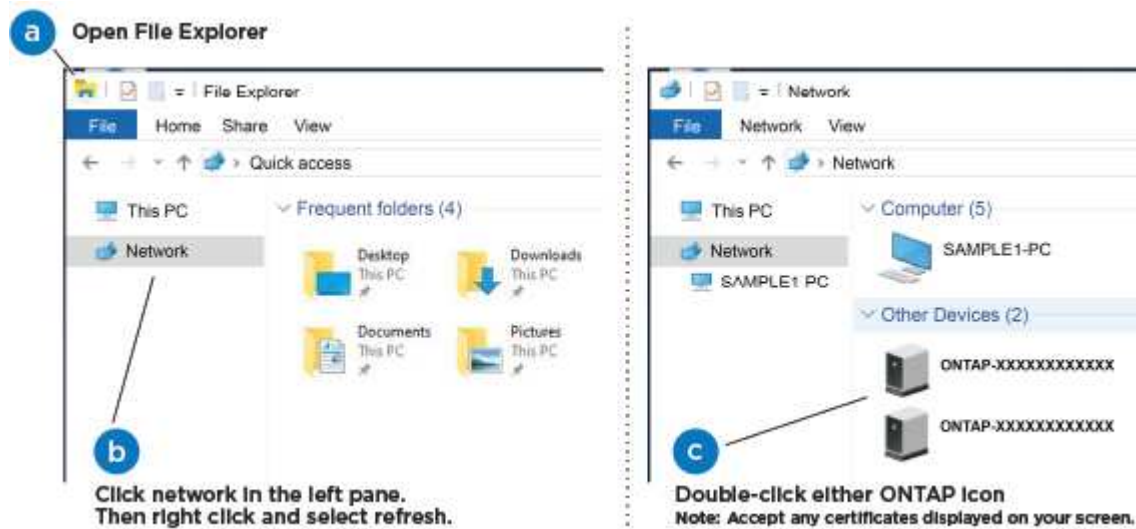 a
Open File Explorer
File Explorer
File Home Share View
Quick access
This PC
Network
Frequent folders (4)
Desktop
This PC
Downloads
This PC
Documents
This PC
Pictures
This PC
b
Click network in the left pane.
Then right click and select refresh.
Network
File Network View
Network
This PC
Network
SAMPLE1 PC
Computer (5)
SAMPLE1-PC
Other Devices (2)
ONTAP-XXXXXXXXXXXX
ONTAP-XXXXXXXXXXXX
c
Double-click either ONTAP icon
Note: Accept any certificates displayed on your screen.